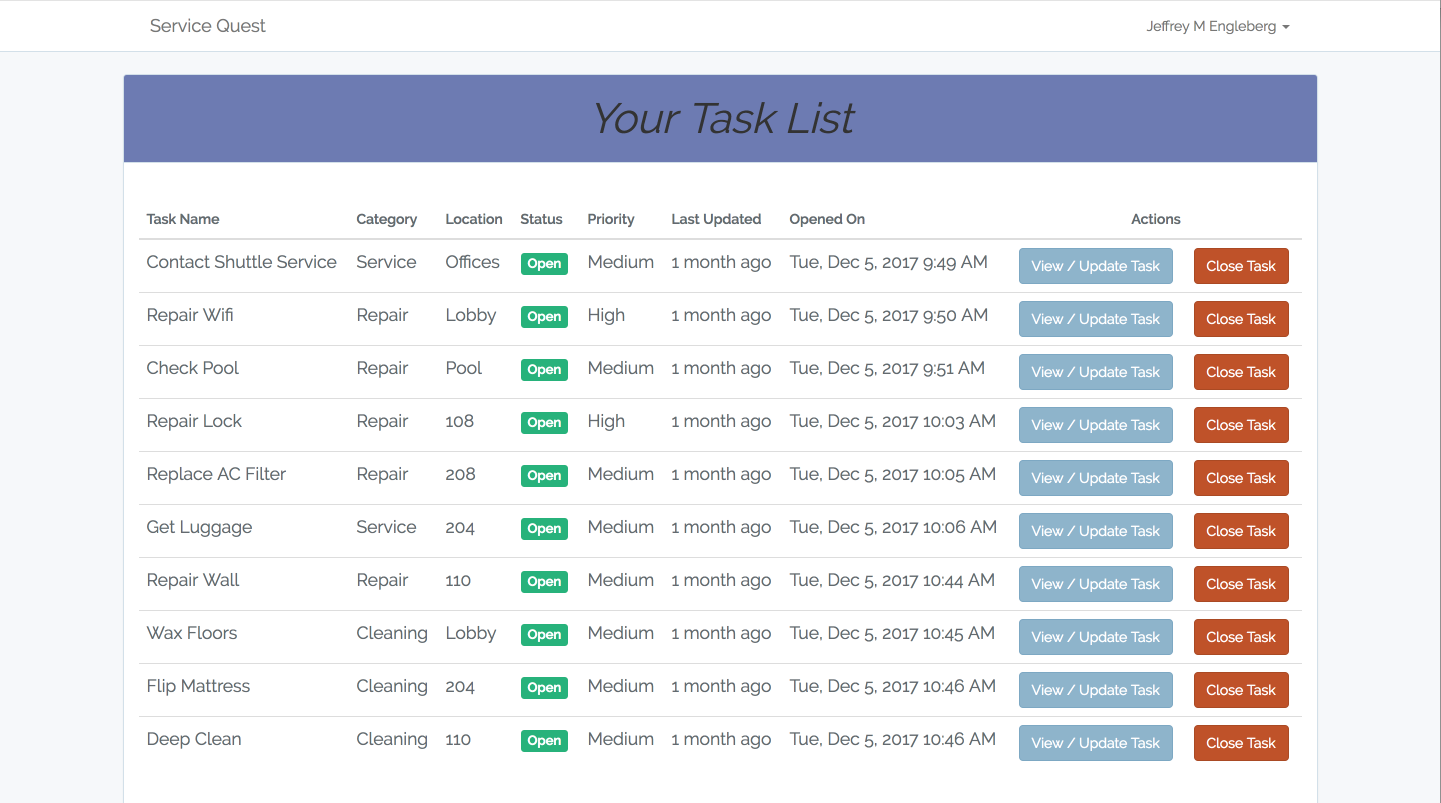 Service Quest Jeffrey M Engleberg
Your Task List
Task Name Category Location Status Priority Last Updated Opened On Actions
Contact Shuttle Service Service Offices Open Medium 1 month ago Tue, Dec 5, 2017 9:49 AM View / Update Task Close Task
Repair Wifi Repair Lobby Open High 1 month ago Tue, Dec 5, 2017 9:50 AM View / Update Task Close Task
Check Pool Repair Pool Open Medium 1 month ago Tue, Dec 5, 2017 9:51 AM View / Update Task Close Task
Repair Lock Repair 108 Open High 1 month ago Tue, Dec 5, 2017 10:03 AM View / Update Task Close Task
Replace AC Filter Repair 208 Open Medium 1 month ago Tue, Dec 5, 2017 10:05 AM View / Update Task Close Task
Get Luggage Service 204 Open Medium 1 month ago Tue, Dec 5, 2017 10:06 AM View / Update Task Close Task
Repair Wall Repair 110 Open Medium 1 month ago Tue, Dec 5, 2017 10:44 AM View / Update Task Close Task
Wax Floors Cleaning Lobby Open Medium 1 month ago Tue, Dec 5, 2017 10:45 AM View / Update Task Close Task
Flip Mattress Cleaning 204 Open Medium 1 month ago Tue, Dec 5, 2017 10:46 AM View / Update Task Close Task
Deep Clean Cleaning 110 Open Medium 1 month ago Tue, Dec 5, 2017 10:46 AM View / Update Task Close Task